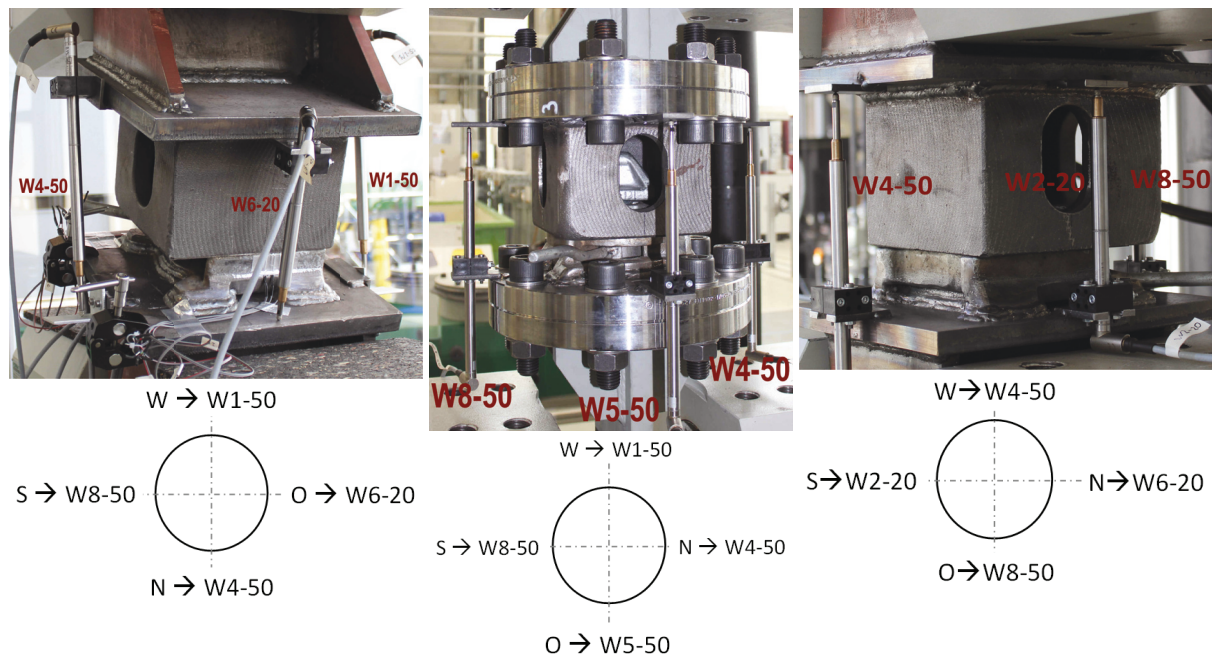 W4-50
W6-20
W1-50
3
W8-50
W5-50
W4-50
W4-50
W2-20
W8-50
W → W1-50
S → W8-50
O → W6-20
N → W4-50
W → W1-50
S → W8-50
N → W4-50
O → W5-50
W→W4-50
S→W2-20
N→W6-20
O→W8-50